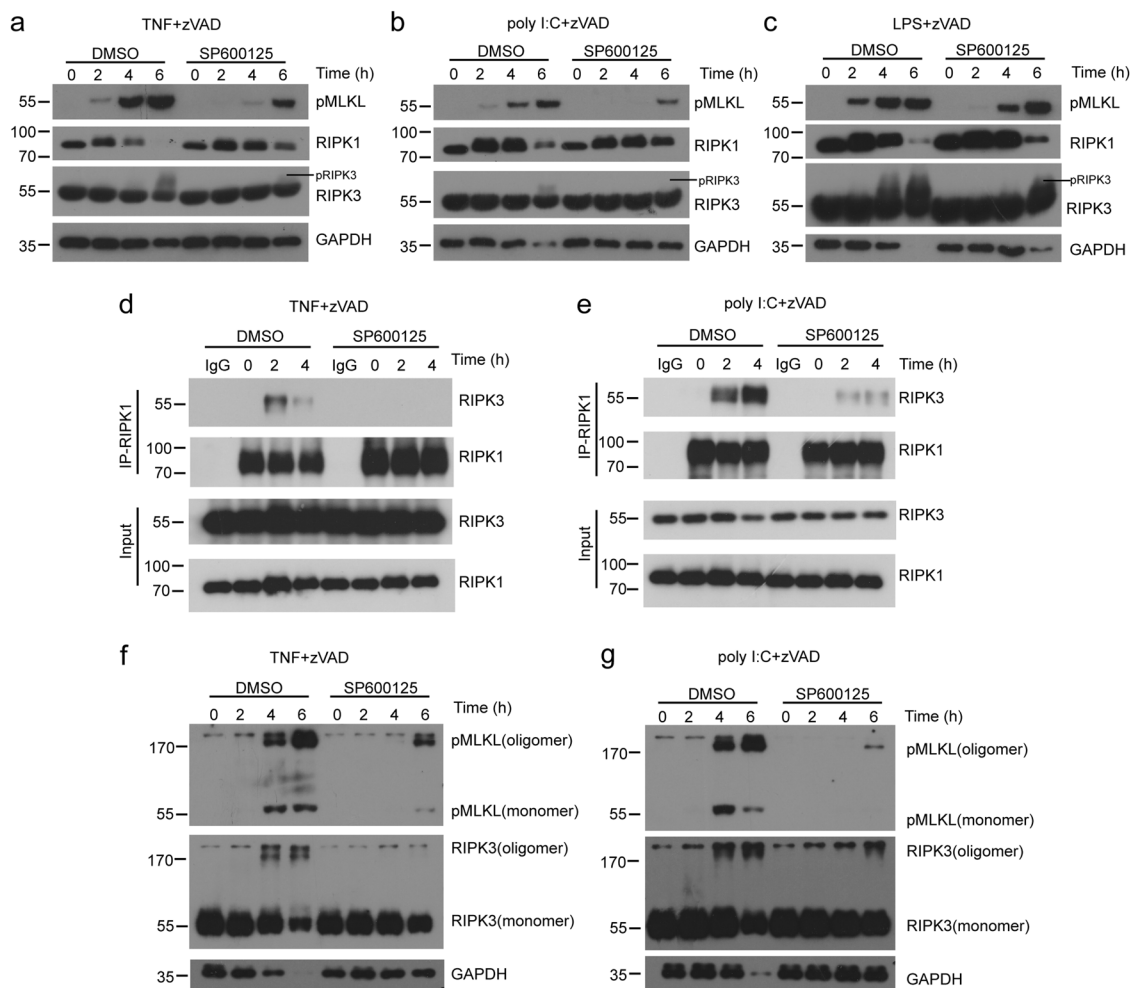 a
TNF+zVAD
DMSO SP600125
0 2 4 6 0 2 4 6 Time (h)
55 pMLKL
100
70 RIPK1
pRIPK3
55 RIPK3
35 GAPDH
b
poly I:C+zVAD
DMSO SP600125
0 2 4 6 0 2 4 6 Time (h)
55 pMLKL
100
70 RIPK1
pRIPK3
55 RIPK3
35 GAPDH
c
LPS+zVAD
DMSO SP600125
0 2 4 6 0 2 4 6 Time (h)
55 pMLKL
100
70 RIPK1
pRIPK3
55 RIPK3
35 GAPDH
d
TNF+zVAD
DMSO SP600125
IgG 0 2 4 IgG 0 2 4 Time (h)
IP-RIPK1
55 RIPK3
100
70 RIPK1
Input
55 RIPK3
100
70 RIPK1
e
poly I:C+zVAD
DMSO SP600125
IgG 0 2 4 IgG 0 2 4 Time (h)
IP-RIPK1
55 RIPK3
100
70 RIPK1
Input
55 RIPK3
100
70 RIPK1
f
TNF+zVAD
DMSO SP600125
0 2 4 6 0 2 4 6 Time (h)
170 pMLKL(oligomer)
55 pMLKL(monomer)
170 RIPK3(oligomer)
55 RIPK3(monomer)
35 GAPDH
g
poly I:C+zVAD
DMSO SP600125
0 2 4 6 0 2 4 6 Time (h)
170 pMLKL(oligomer)
55 pMLKL(monomer)
170 RIPK3(oligomer)
55 RIPK3(monomer)
35 GAPDH